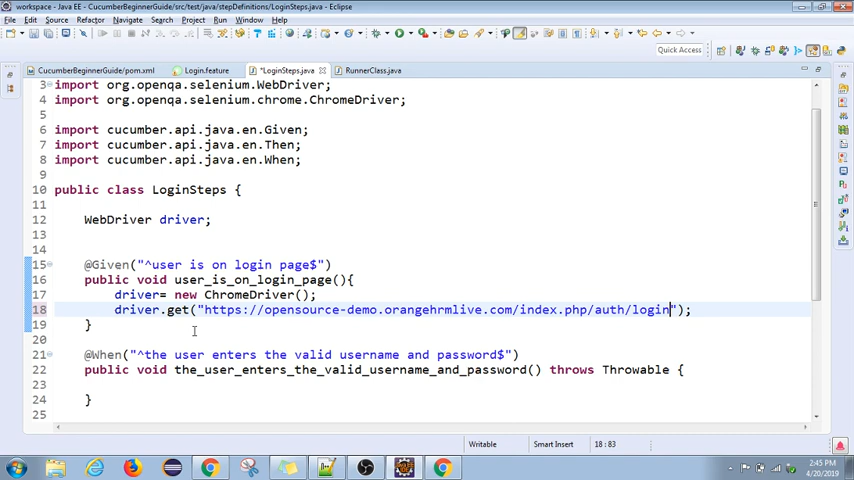 workspace - Java EE - CucumberBeginnerGuide/src/test/java/stepDefinitions/LoginSteps.java - Eclipse
File Edit Source Refactor Navigate Search Project Run Window Help
Quick Access
CucumberBeginnerGuide/pom.xml Login.feature *LoginSteps.java RunnerClass.java
3 import org.openqa.selenium.WebDriver;
4 import org.openqa.selenium.chrome.ChromeDriver;
5
6 import cucumber.api.java.en.Given;
7 import cucumber.api.java.en.Then;
8 import cucumber.api.java.en.When;
9
10 public class LoginSteps {
11
12 WebDriver driver;
13
14
15 @Given("^user is on login page$")
16 public void user_is_on_login_page(){
17 driver= new ChromeDriver();
18 driver.get("https://opensource-demo.orangehrmlive.com/index.php/auth/login");
19 }
20
21 @When("^the user enters the valid username and password$")
22 public void the_user_enters_the_valid_username_and_password() throws Throwable {
23
24 }
25
Writable Smart Insert 18 : 83
2:45 PM
4/20/2019